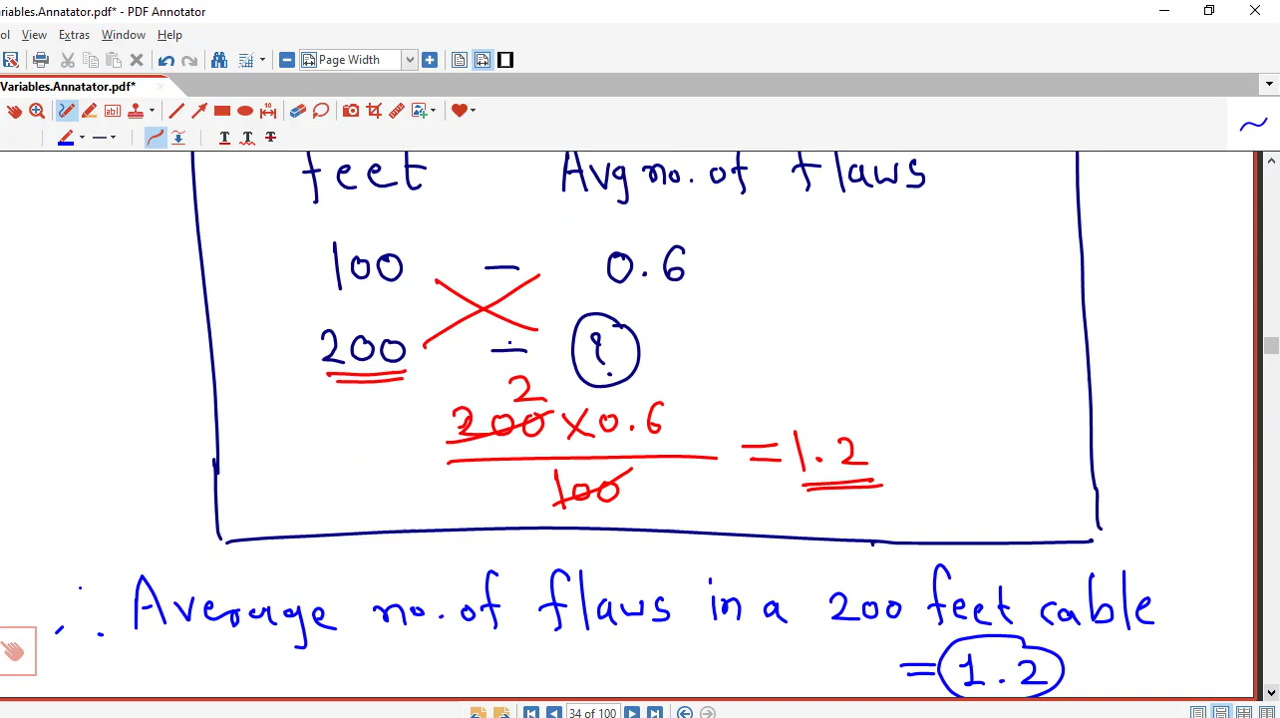 ariables.Annatator.pdf* - PDF Annotator
ol View Extras Window Help
Page Width
Variables.Annatator.pdf*
feet Avg no. of flaws
100 - 0.6
200 - ?
2
200 × 0.6
= 1.2
100
∴ Average no. of flaws in a 200 feet cable
= 1.2
34 of 100